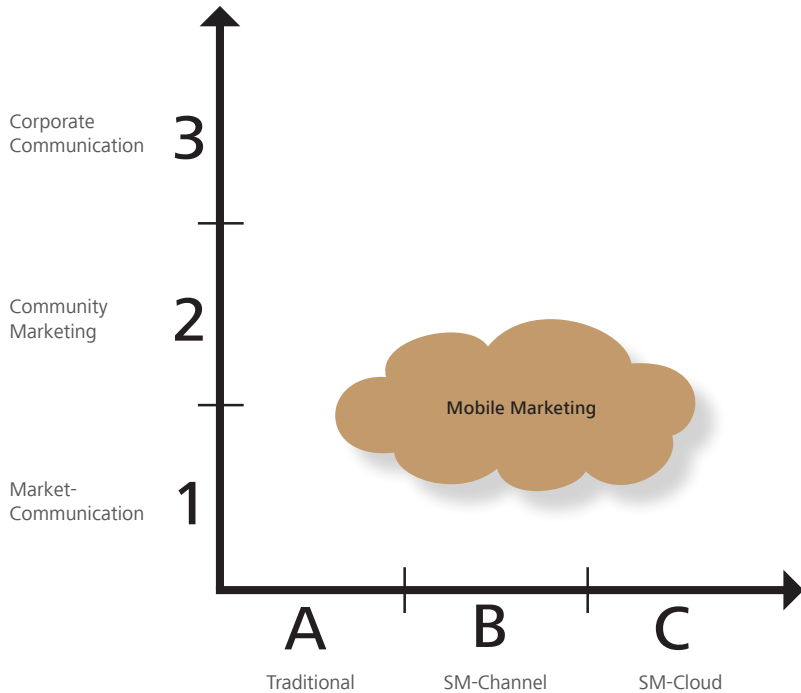 Corporate
Communication
3
Community
Marketing
2
Mobile Marketing
Market-
Communication
1
A
B
C
Traditional
SM-Channel
SM-Cloud